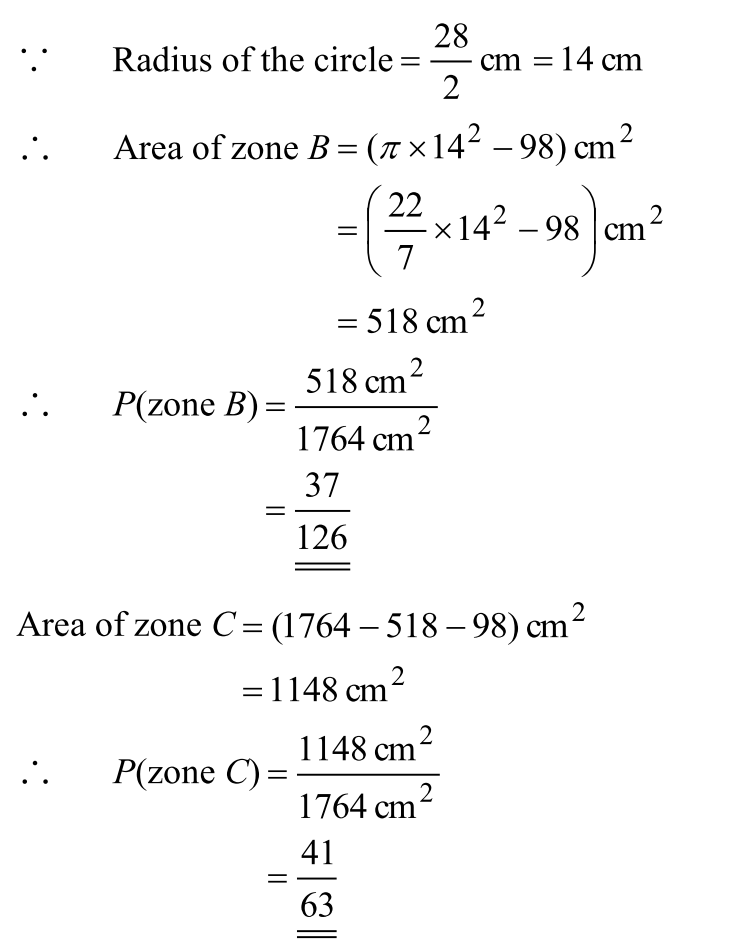 ∵ Radius of the circle = 28/2 cm = 14 cm
∴ Area of zone B = (π × 14² − 98) cm²
= (22/7 × 14² − 98) cm²
= 518 cm²
∴ P(zone B) = 518 cm²/1764 cm²
= 37/126
Area of zone C = (1764 − 518 − 98) cm²
= 1148 cm²
∴ P(zone C) = 1148 cm²/1764 cm²
= 41/63